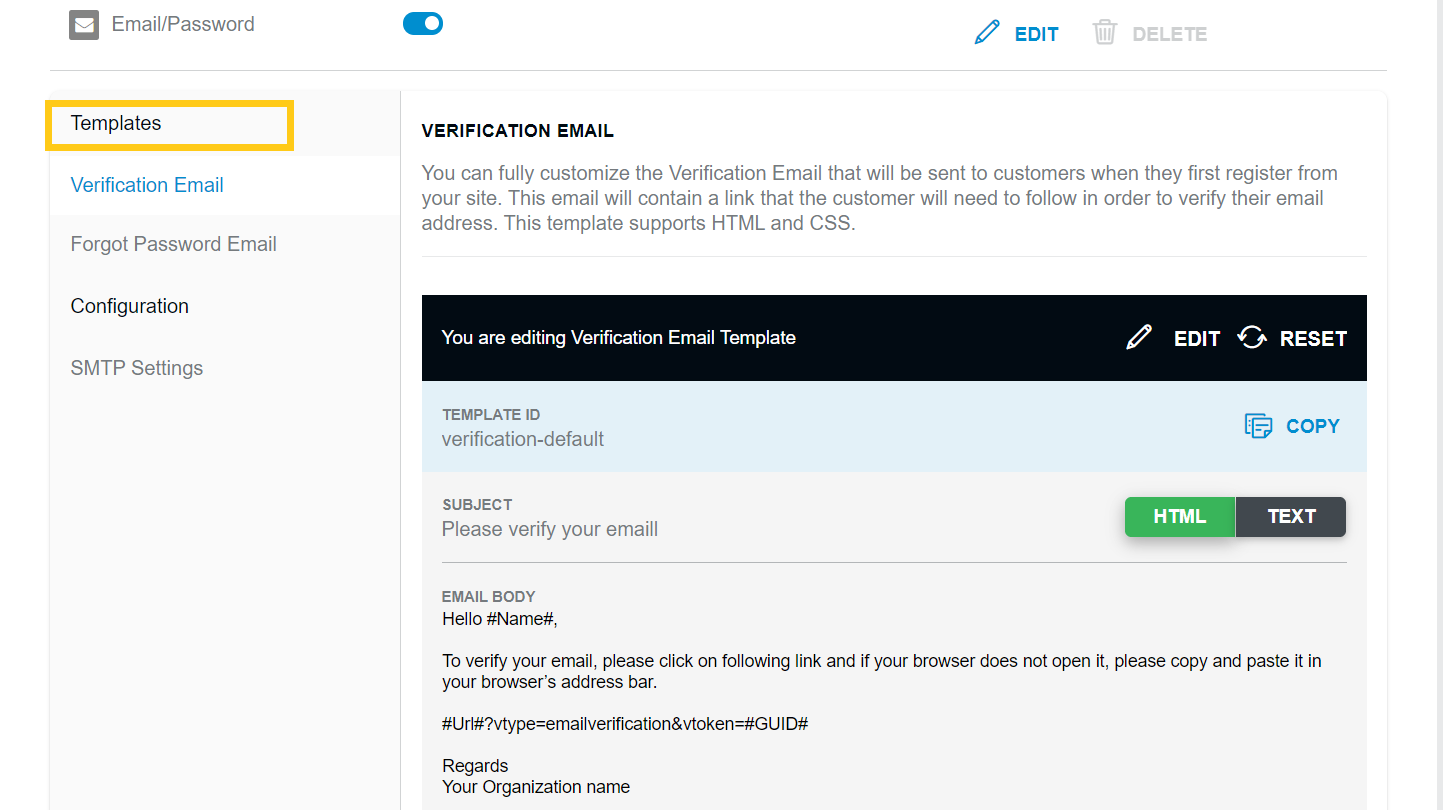 Email/Password
EDIT
DELETE
Templates
Verification Email
Forgot Password Email
Configuration
SMTP Settings
VERIFICATION EMAIL
You can fully customize the Verification Email that will be sent to customers when they first register from
your site. This email will contain a link that the customer will need to follow in order to verify their email
address. This template supports HTML and CSS.
You are editing Verification Email Template
EDIT
RESET
TEMPLATE ID
verification-default
COPY
SUBJECT
Please verify your emaill
HTML
TEXT
EMAIL BODY
Hello #Name#,
To verify your email, please click on following link and if your browser does not open it, please copy and paste it in
your browser’s address bar.
#Url#?vtype=emailverification&vtoken=#GUID#
Regards
Your Organization name